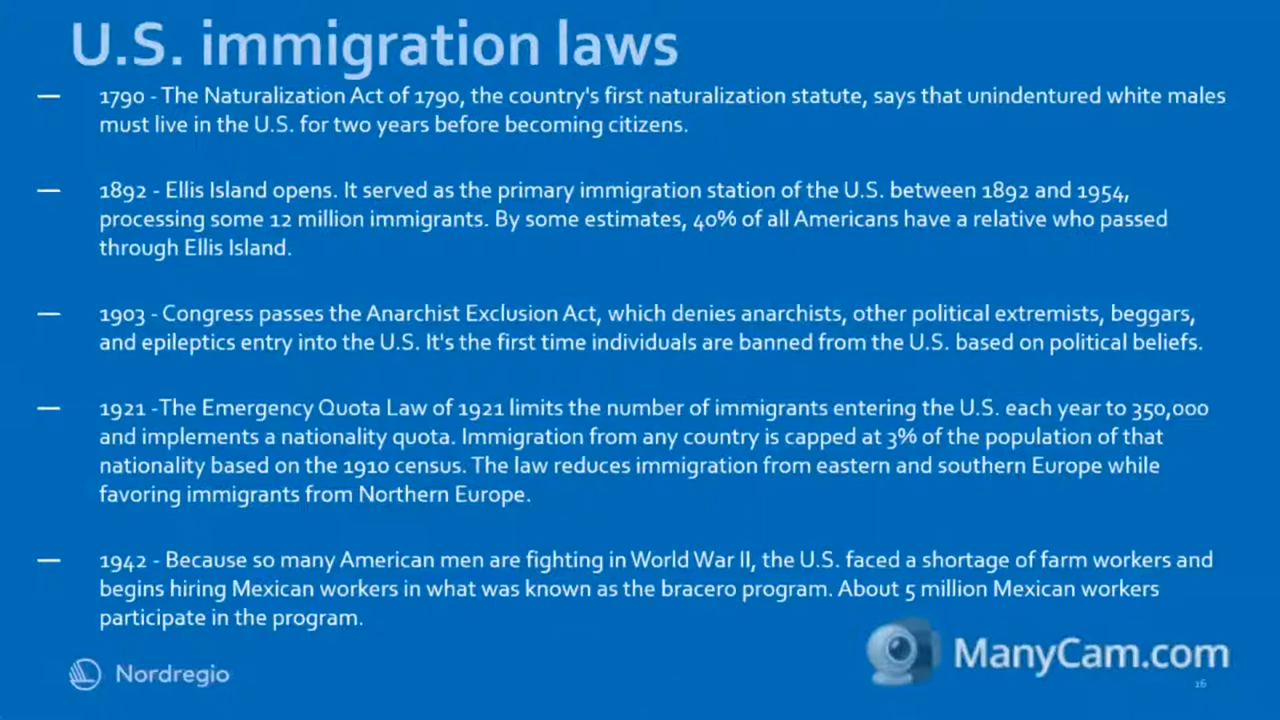 U.S. immigration laws
— 1790 - The Naturalization Act of 1790, the country's first naturalization statute, says that unindentured white males
must live in the U.S. for two years before becoming citizens.
— 1892 - Ellis Island opens. It served as the primary immigration station of the U.S. between 1892 and 1954,
processing some 12 million immigrants. By some estimates, 40% of all Americans have a relative who passed
through Ellis Island.
— 1903 - Congress passes the Anarchist Exclusion Act, which denies anarchists, other political extremists, beggars,
and epileptics entry into the U.S. It's the first time individuals are banned from the U.S. based on political beliefs.
— 1921 -The Emergency Quota Law of 1921 limits the number of immigrants entering the U.S. each year to 350,000
and implements a nationality quota. Immigration from any country is capped at 3% of the population of that
nationality based on the 1910 census. The law reduces immigration from eastern and southern Europe while
favoring immigrants from Northern Europe.
— 1942 - Because so many American men are fighting in World War II, the U.S. faced a shortage of farm workers and
begins hiring Mexican workers in what was known as the bracero program. About 5 million Mexican workers
participate in the program.
Nordregio
ManyCam.com
16